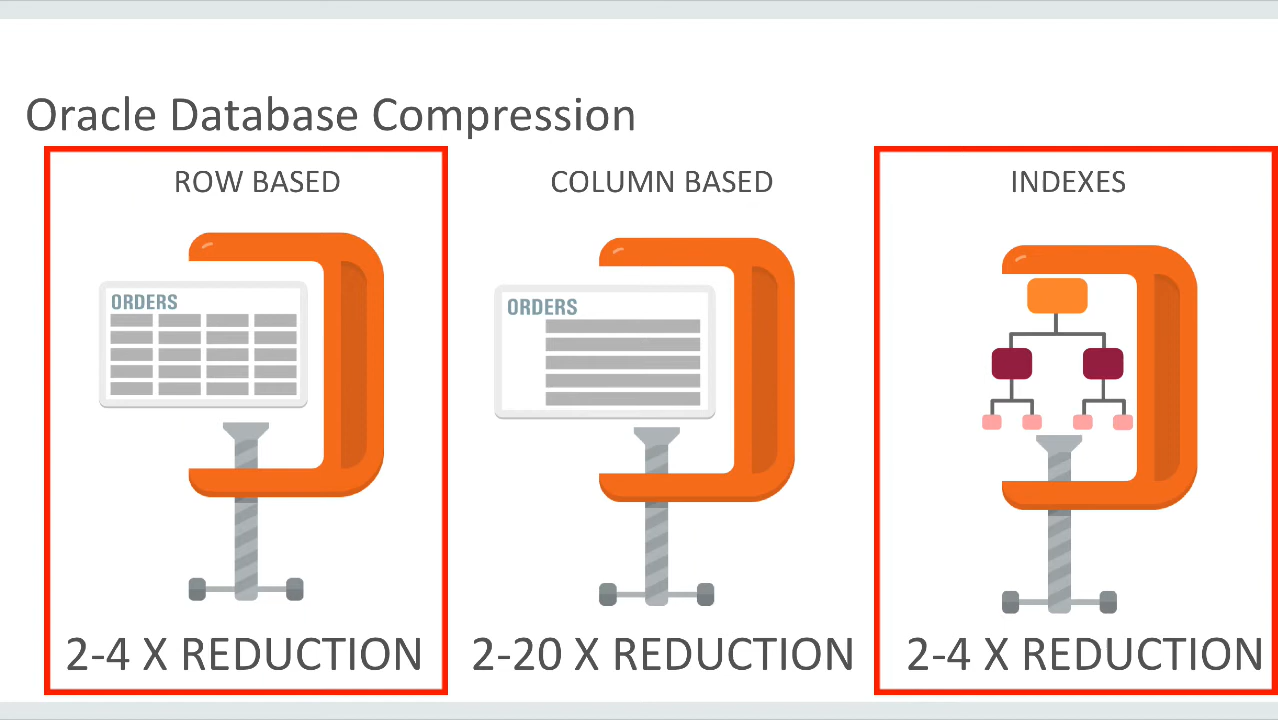 Oracle Database Compression
ROW BASED
ORDERS
2-4 X REDUCTION
COLUMN BASED
ORDERS
2-20 X REDUCTION
INDEXES
2-4 X REDUCTION